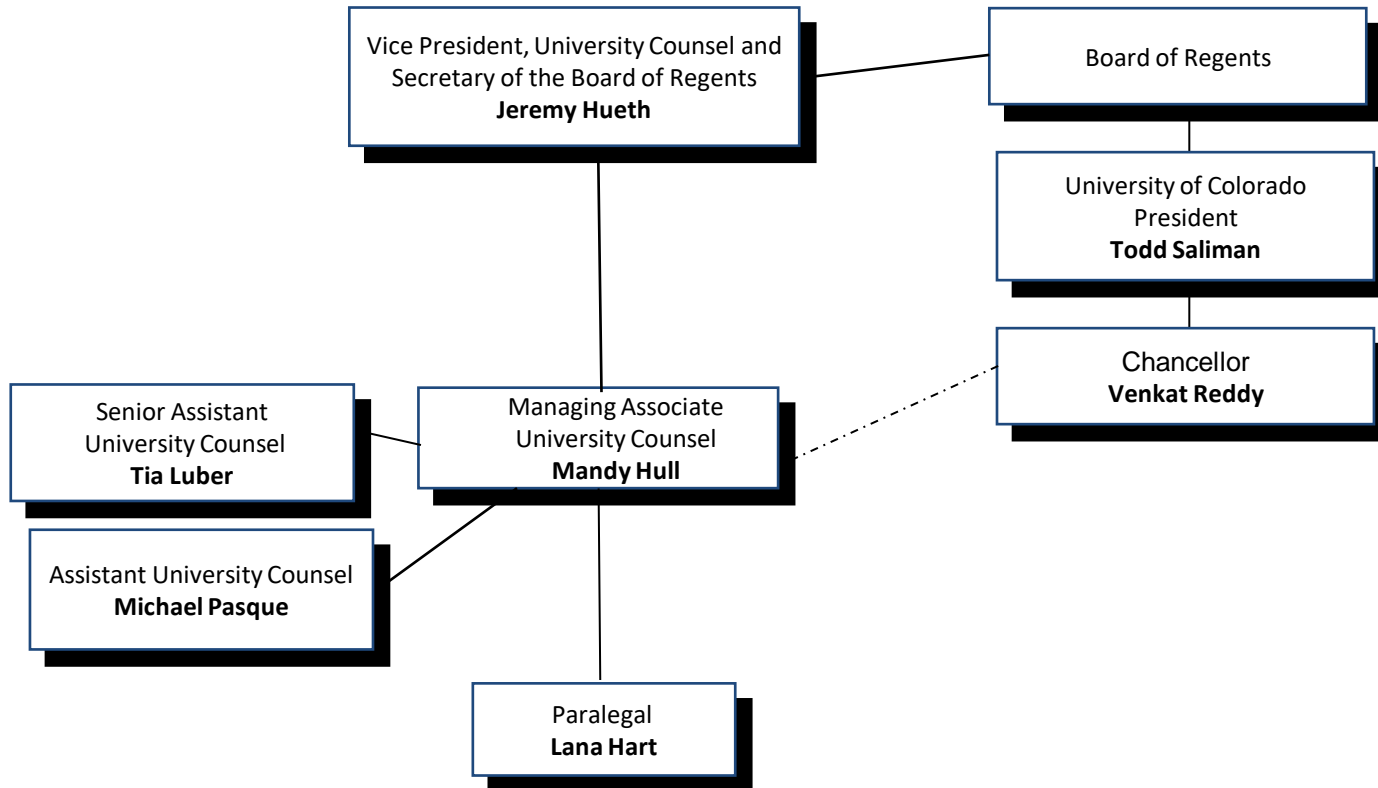 Vice President, University Counsel and
Secretary of the Board of Regents
Jeremy Hueth
Board of Regents
University of Colorado
President
Todd Saliman
Chancellor
Venkat Reddy
Senior Assistant
University Counsel
Tia Luber
Managing Associate
University Counsel
Mandy Hull
Assistant University Counsel
Michael Pasque
Paralegal
Lana Hart